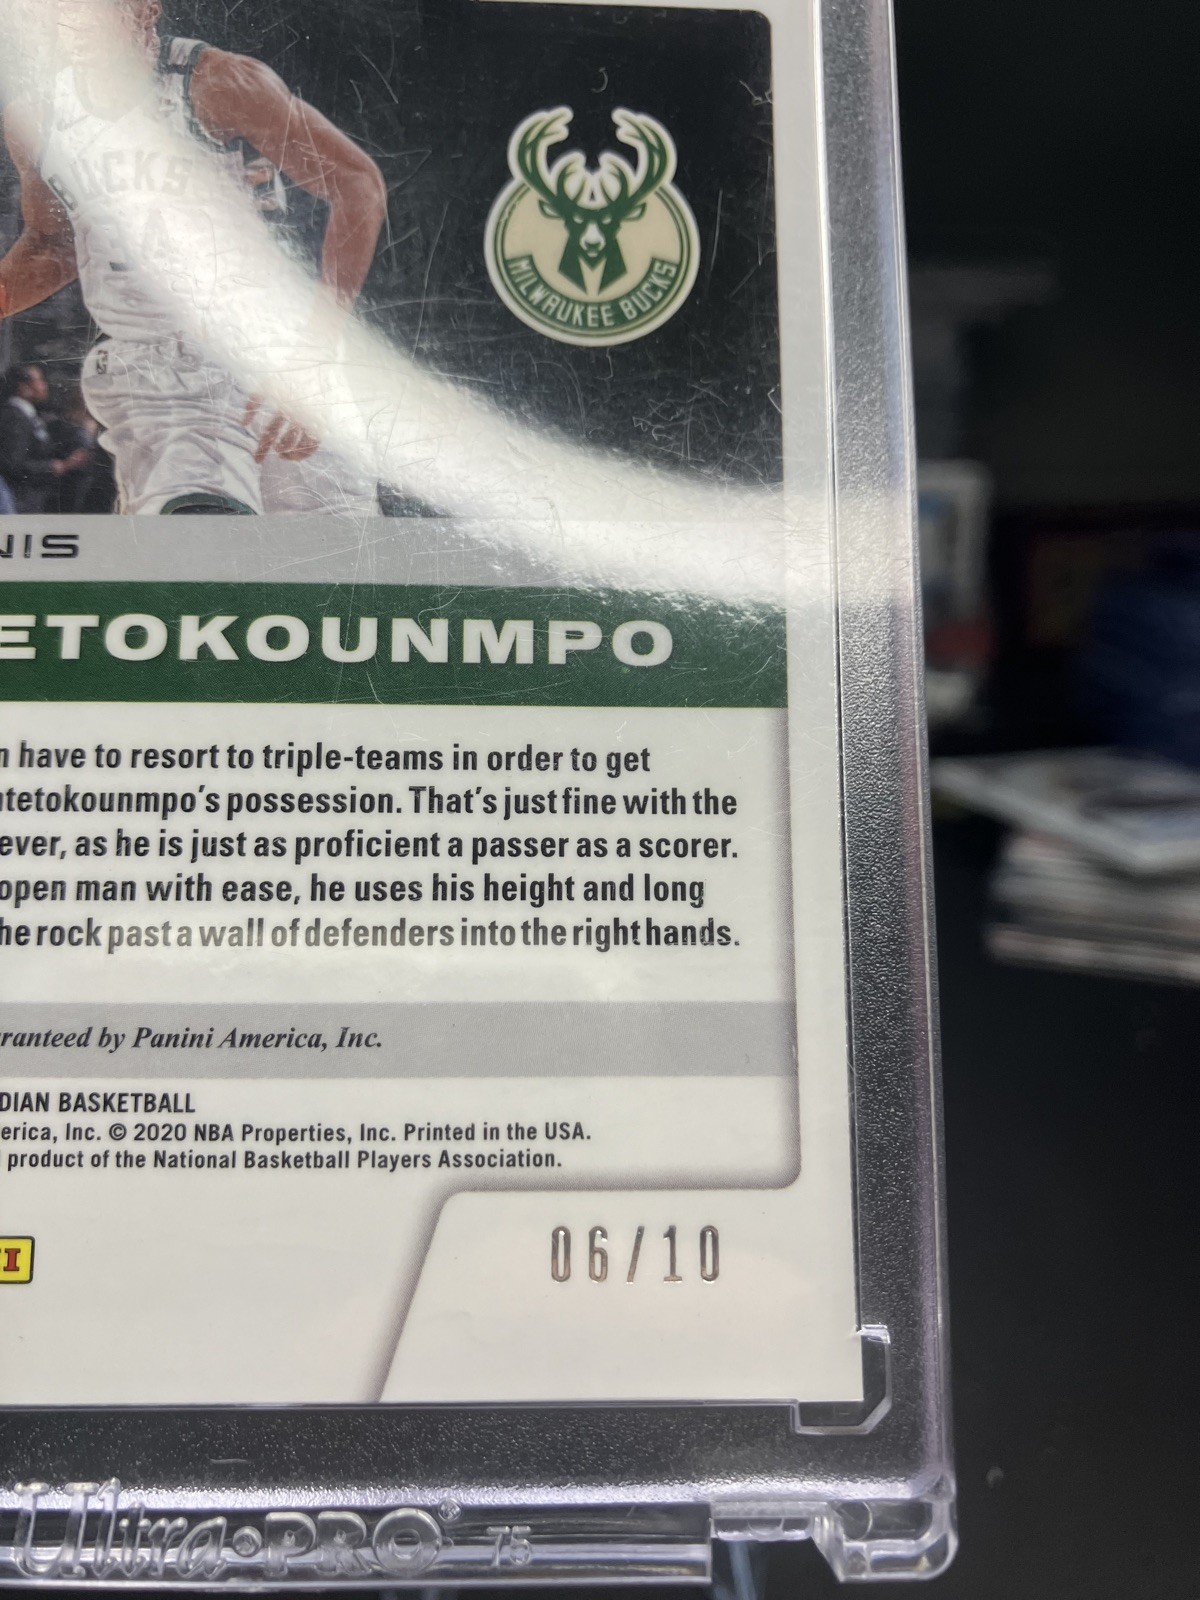 BUCKS
MILWAUKEE BUCKS
NIS
ETOKOUNMPO
n have to resort to triple-teams in order to get
tetokounmpo's possession. That's just fine with the
ever, as he is just as proficient a passer as a scorer.
open man with ease, he uses his height and long
he rock past a wall of defenders into the right hands.
ranteed by Panini America, Inc.
DIAN BASKETBALL
erica, Inc. © 2020 NBA Properties, Inc. Printed in the USA.
product of the National Basketball Players Association.
I
06/10
Ultra•PRO® 75